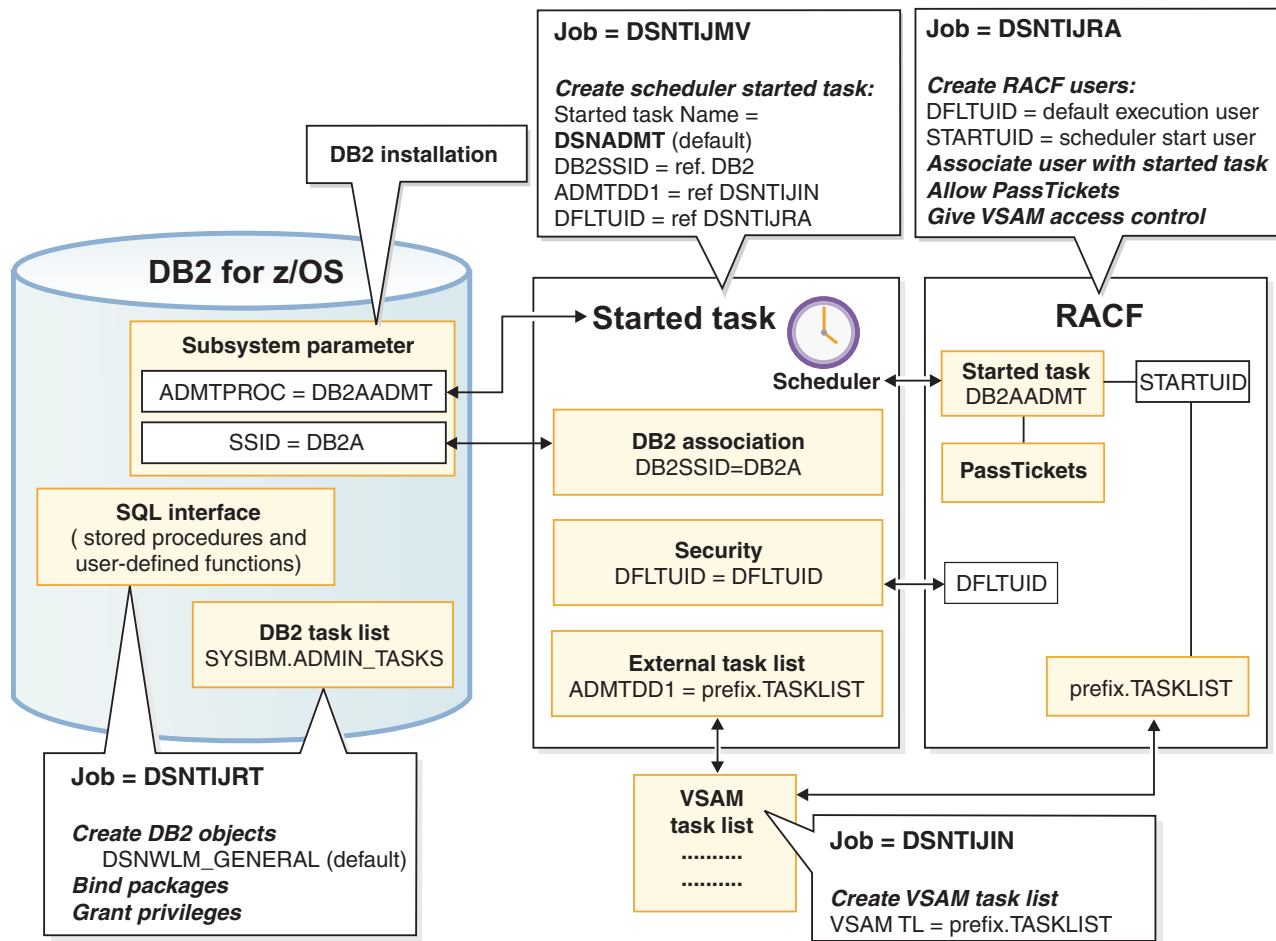 Job = DSNTIJMV
Create scheduler started task:
Started task Name =
DSNADMT (default)
DB2SSID = ref. DB2
ADMTDD1 = ref DSNTIJIN
DFLTUID = ref DSNTIJRA
Job = DSNTIJRA
Create RACF users:
DFLTUID = default execution user
STARTUID = scheduler start user
Associate user with started task
Allow PassTickets
Give VSAM access control
DB2 installation
DB2 for z/OS
Subsystem parameter
ADMTPROC = DB2AADMT
SSID = DB2A
SQL interface
( stored procedures and
user-defined functions)
DB2 task list
SYSIBM.ADMIN_TASKS
Started task
Scheduler
DB2 association
DB2SSID=DB2A
Security
DFLTUID = DFLTUID
External task list
ADMTDD1 = prefix.TASKLIST
RACF
Started task
DB2AADMT
STARTUID
PassTickets
DFLTUID
prefix.TASKLIST
Job = DSNTIJRT
Create DB2 objects
DSNWLM_GENERAL (default)
Bind packages
Grant privileges
VSAM
task list
..........
..........
Job = DSNTIJIN
Create VSAM task list
VSAM TL = prefix.TASKLIST